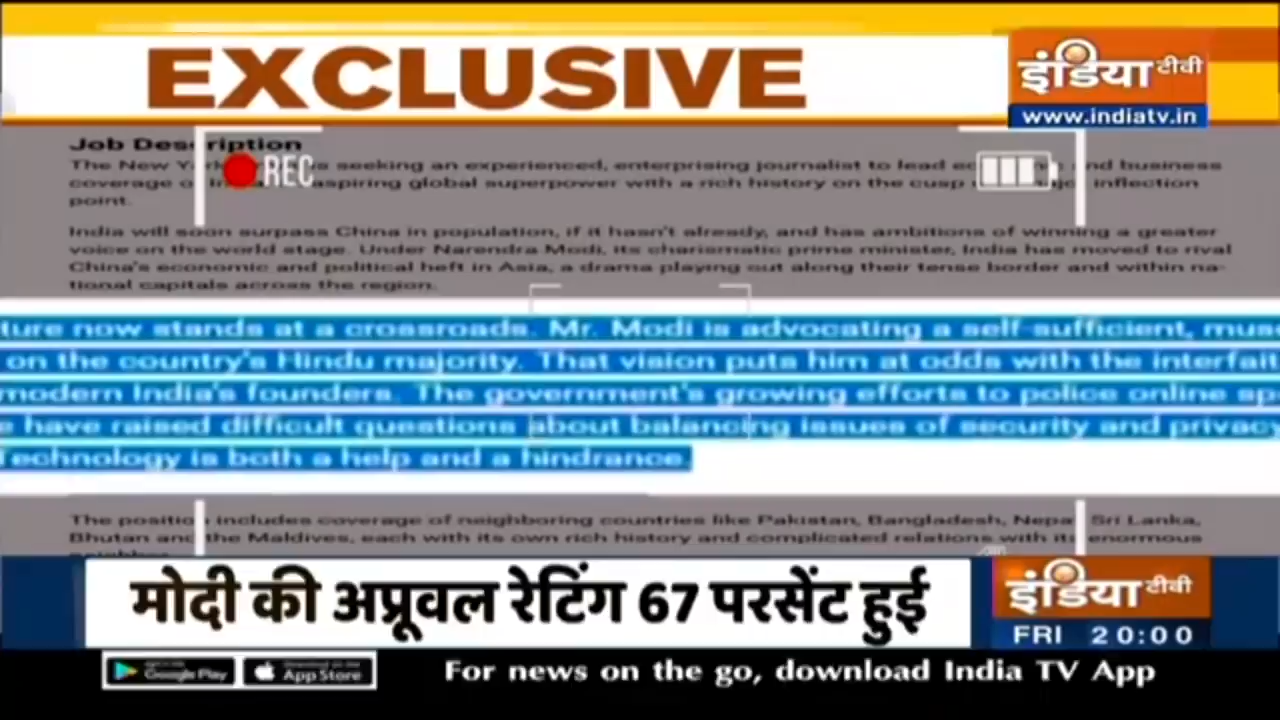 EXCLUSIVE
इंडिया टीवी
www.indiatv.in
Job Description
REC
The New York is seeking an experienced, enterprising journalist to lead and business
coverage of aspiring global superpower with a rich history on the cusp inflection
point.
India will soon surpass China in population, if it hasn't already, and has ambitions of winning a greater
voice on the world stage. Under Narendra Modi, its charismatic prime minister, India has moved to rival
China's economic and political heft in Asia, a drama playing out along their tense border and within na-
tional capitals across the region.
ture now stands at a crossroads. Mr. Modi is advocating a self-sufficient, mus
on the country's Hindu majority. That vision puts him at odds with the interfait
modern India's founders. The government's growing efforts to police online sp
e have raised difficult questions about balancing issues of security and privacy
Technology is both a help and a hindrance.
The position includes coverage of neighboring countries like Pakistan, Bangladesh, Nepal Sri Lanka,
Bhutan and the Maldives, each with its own rich history and complicated relations with its enormous
मोदी की अप्रूवल रेटिंग 67 परसेंट हुई
इंडिया टीवी
FRI 20:00
Google Play
App Store
For news on the go, download India TV App